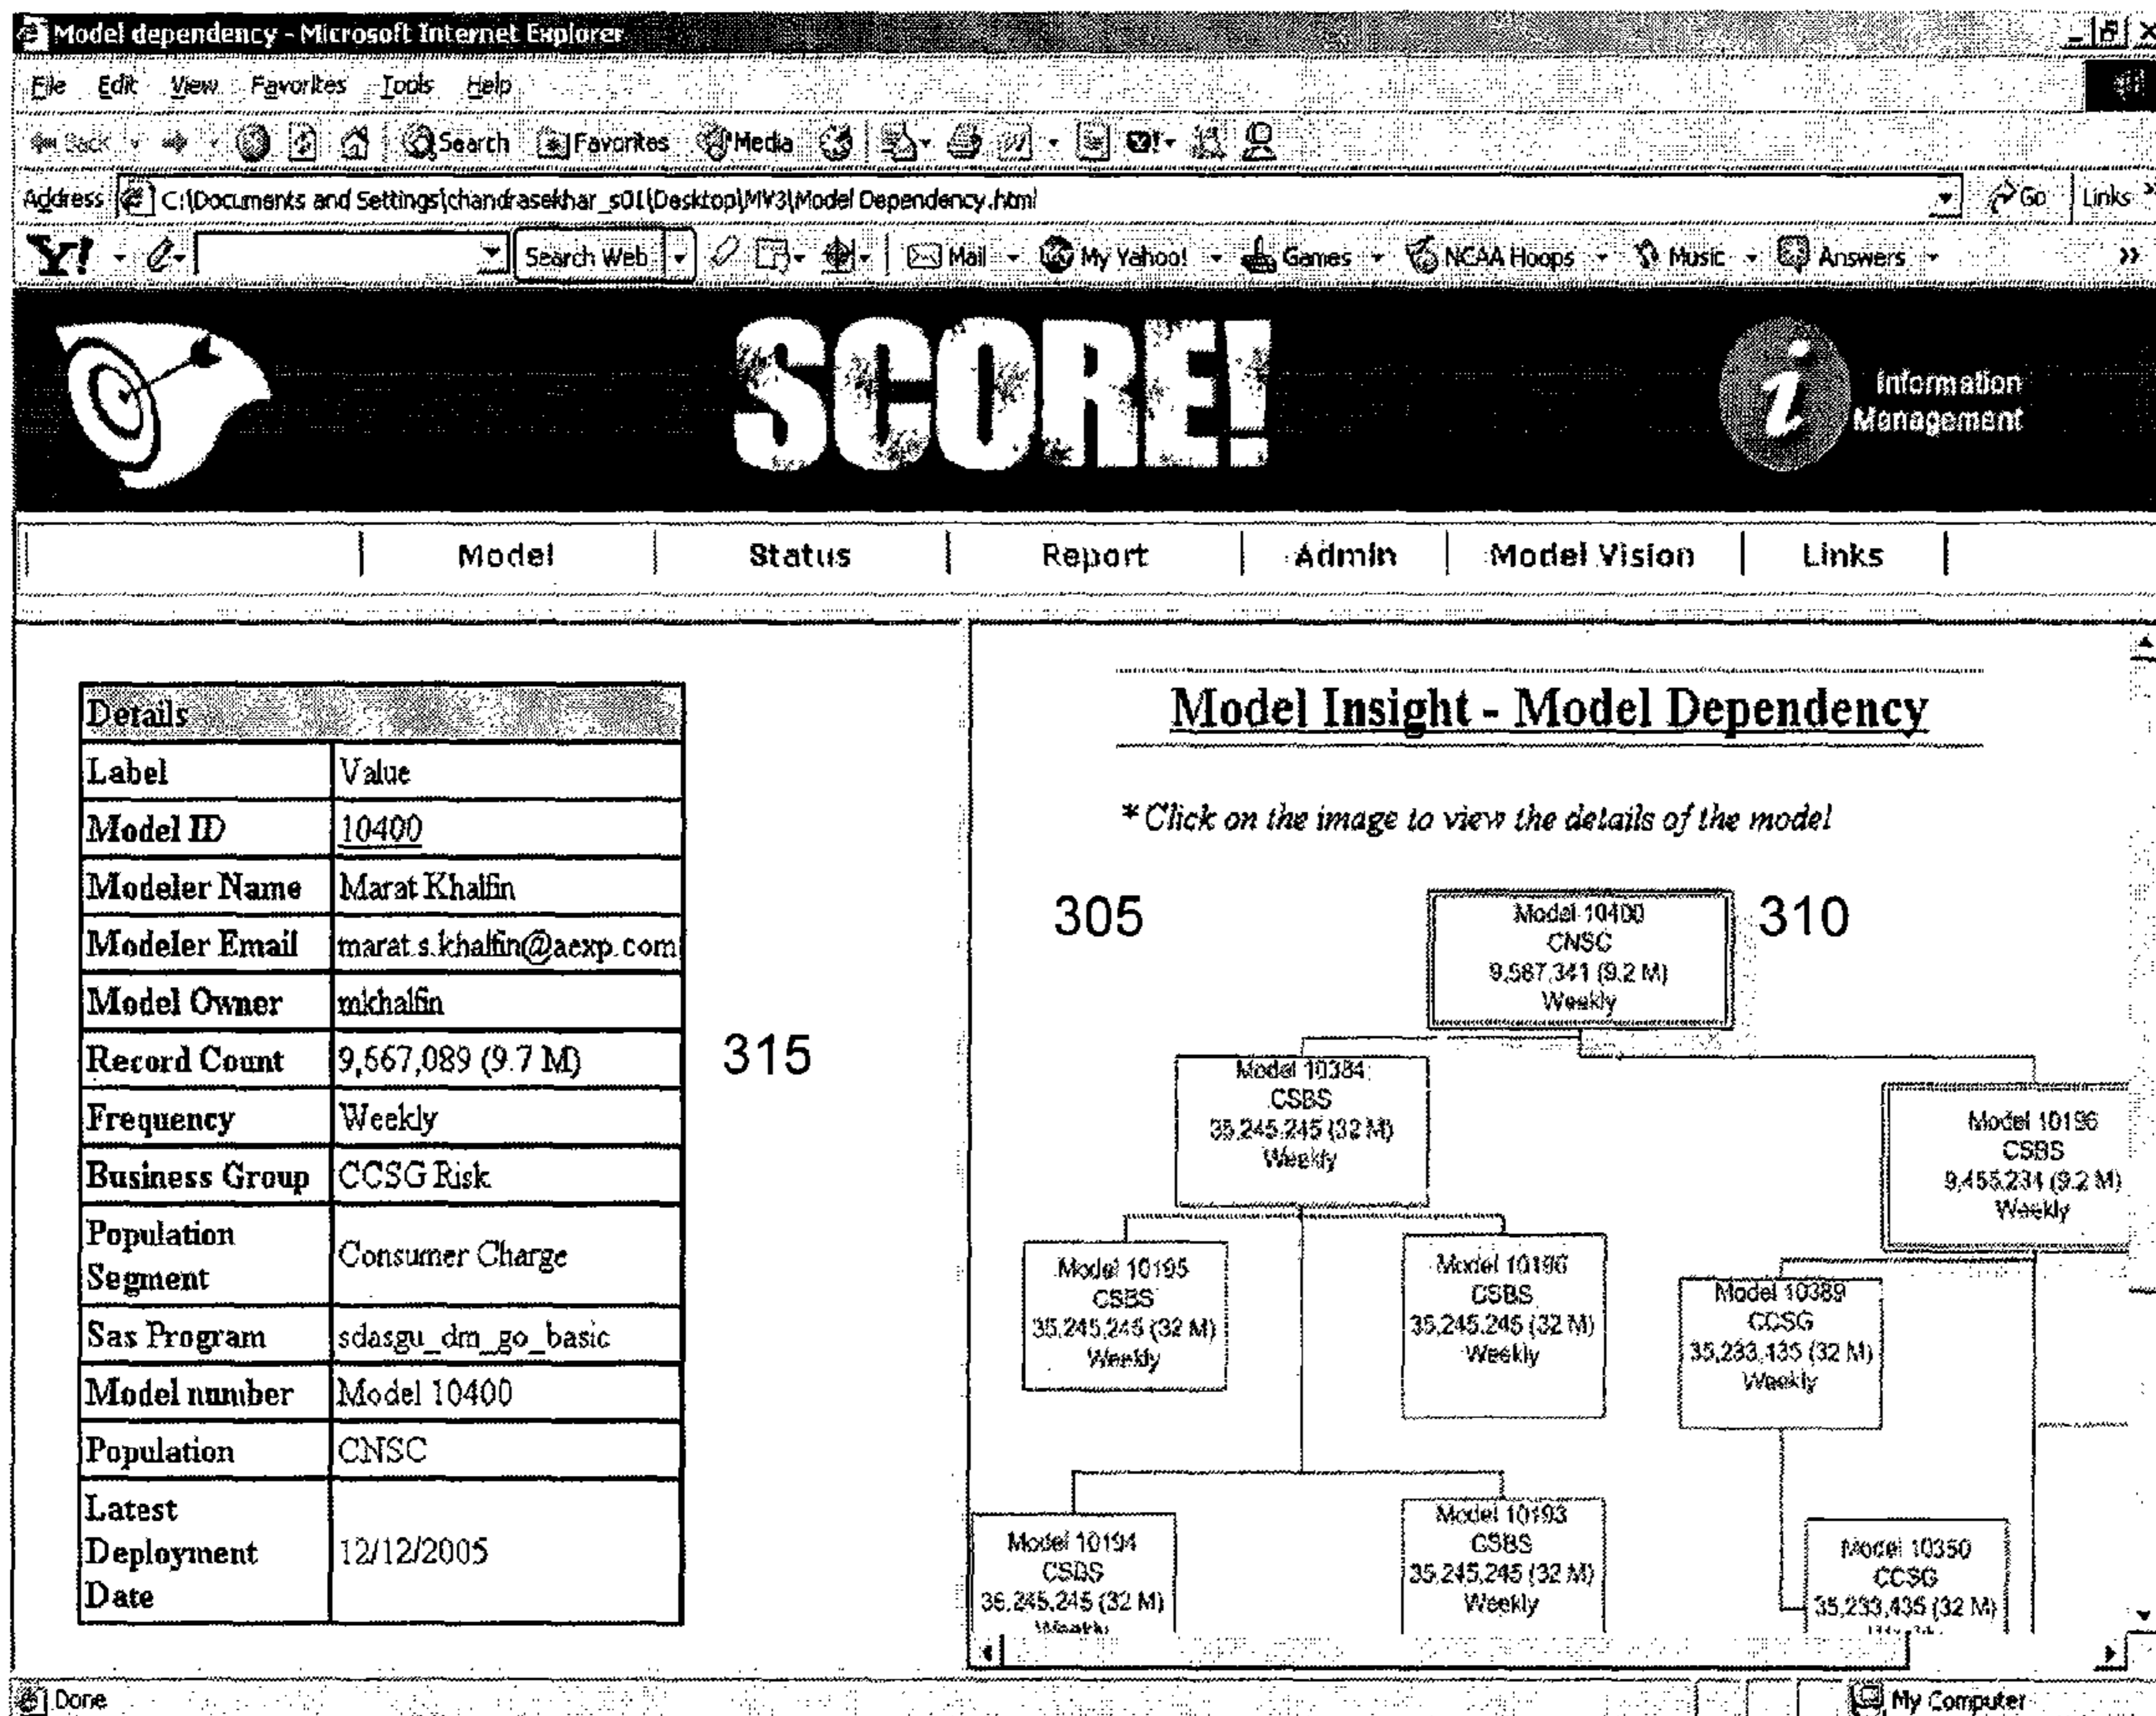 Model dependency - Microsoft Internet Explorer
File Edit View Favorites Tools Help
Back Search Favorites Media
Address C:\Documents and Settings\chandrasekhar_s01\Desktop\MV3\Model Dependency.html Go Links »
Y! Search Web Mail My Yahoo! Games NCAA Hoops Music Answers »
SCORE!
i Information
Management
Model Status Report Admin Model Vision Links
Details
Label Value
Model ID 10400
Modeler Name Marat Khalfin
Modeler Email marat.s.khalfin@aexp.com
Model Owner mkhalfin
Record Count 9,667,089 (9.7 M)
Frequency Weekly
Business Group CCSG Risk
Population
Segment Consumer Charge
Sas Program sdasgu_dm_go_basic
Model number Model 10400
Population CNSC
Latest
Deployment
Date 12/12/2005
315
Model Insight - Model Dependency
* Click on the image to view the details of the model
305
310
Model 10400
CNSC
9,587,341 (9.2 M)
Weekly
Model 10384
CSBS
35,245,245 (32 M)
Weekly
Model 10196
CSBS
9,455,234 (9.2 M)
Weekly
Model 10195
CSBS
35,245,245 (32 M)
Weekly
Model 10196
CSBS
35,245,245 (32 M)
Weekly
Model 10389
CCSG
35,233,435 (32 M)
Weekly
Model 10194
CSBS
35,245,245 (32 M)
Weekly
Model 10193
CSBS
35,245,245 (32 M)
Weekly
Model 10350
CCSG
35,233,435 (32 M)
Done
My Computer